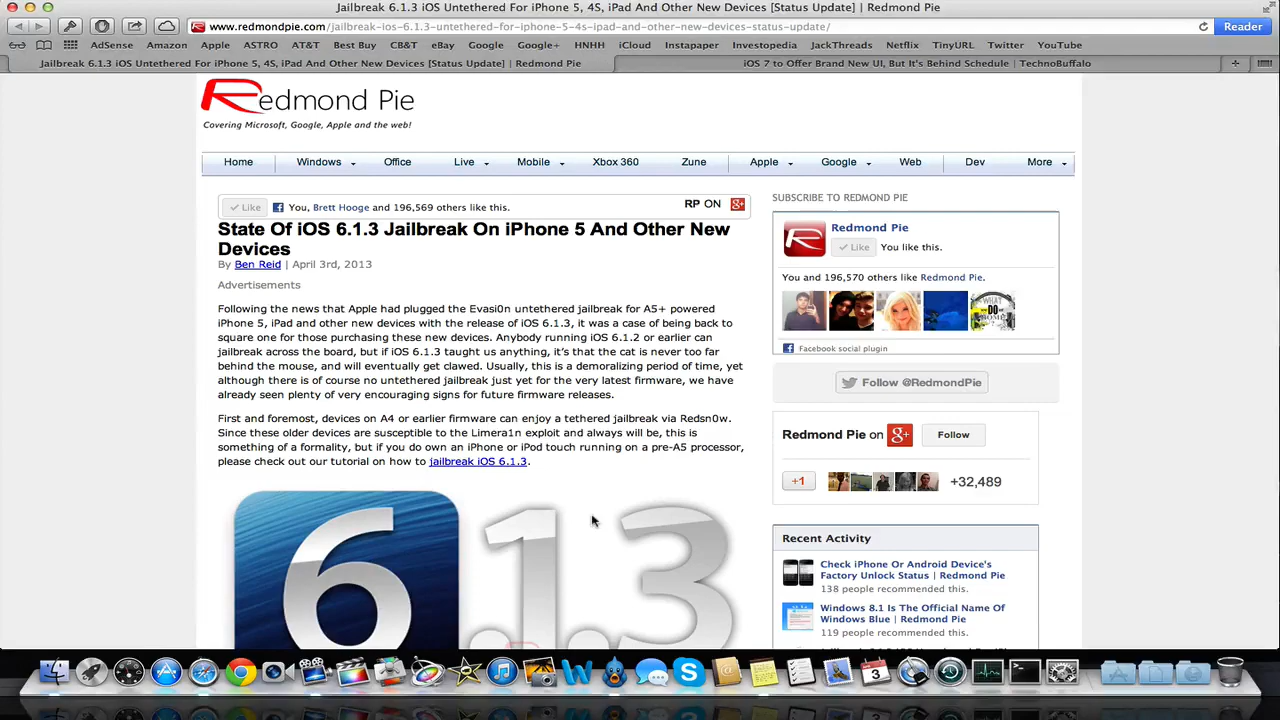 Jailbreak 6.1.3 iOS Untethered For iPhone 5, 4S, iPad And Other New Devices [Status Update] | Redmond Pie
www.redmondpie.com/jailbreak-ios-6.1.3-untethered-for-iphone-5-4s-ipad-and-other-new-devices-status-update/
Reader
AdSense Amazon Apple ASTRO AT&T Best Buy CB&T eBay Google Google+ HNHH iCloud Instapaper Investopedia JackThreads Netflix TinyURL Twitter YouTube
Jailbreak 6.1.3 iOS Untethered For iPhone 5, 4S, iPad And Other New Devices [Status Update] | Redmond Pie
iOS 7 to Offer Brand New UI, But It's Behind Schedule | TechnoBuffalo
Redmond Pie
Covering Microsoft, Google, Apple and the web!
Home Windows Office Live Mobile Xbox 360 Zune Apple Google Web Dev More
Like You, Brett Hooge and 196,569 others like this.
RP ON g+
State Of iOS 6.1.3 Jailbreak On iPhone 5 And Other New
Devices
By Ben Reid | April 3rd, 2013
Advertisements
Following the news that Apple had plugged the Evasi0n untethered jailbreak for A5+ powered
iPhone 5, iPad and other new devices with the release of iOS 6.1.3, it was a case of being back to
square one for those purchasing these new devices. Anybody running iOS 6.1.2 or earlier can
jailbreak across the board, but if iOS 6.1.3 taught us anything, it's that the cat is never too far
behind the mouse, and will eventually get clawed. Usually, this is a demoralizing period of time, yet
although there is of course no untethered jailbreak just yet for the very latest firmware, we have
already seen plenty of very encouraging signs for future firmware releases.
First and foremost, devices on A4 or earlier firmware can enjoy a tethered jailbreak via Redsn0w.
Since these older devices are susceptible to the Limera1n exploit and always will be, this is
something of a formality, but if you do own an iPhone or iPod touch running on a pre-A5 processor,
please check out our tutorial on how to jailbreak iOS 6.1.3.
6.1.3
SUBSCRIBE TO REDMOND PIE
Redmond Pie
Like You like this.
You and 196,570 others like Redmond Pie.
WHAT
DO
Facebook social plugin
Follow @RedmondPie
Redmond Pie on g+ Follow
+1 +32,489
Recent Activity
Check iPhone Or Android Device's
Factory Unlock Status | Redmond Pie
138 people recommended this.
Windows 8.1 Is The Official Name Of
Windows Blue | Redmond Pie
119 people recommended this.
3